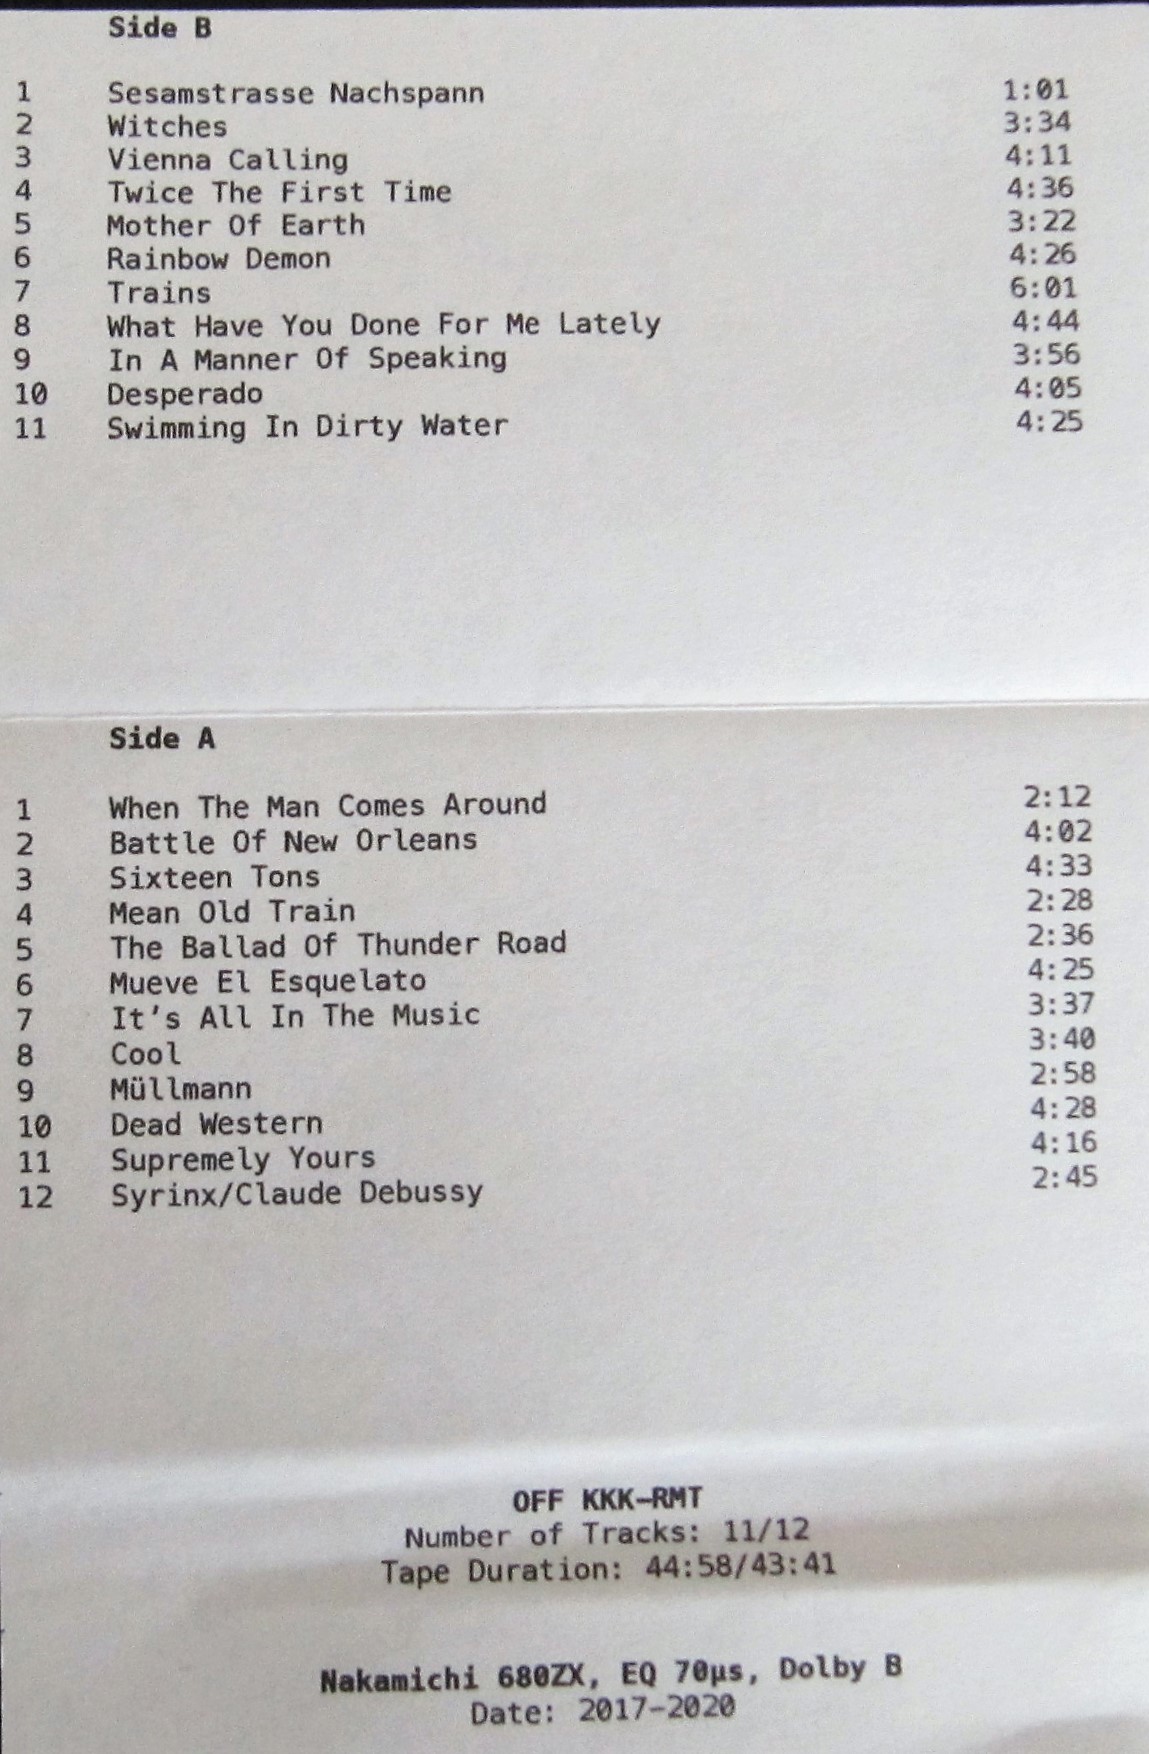 Side B
1 Sesamstrasse Nachspann 1:01
2 Witches 3:34
3 Vienna Calling 4:11
4 Twice The First Time 4:36
5 Mother Of Earth 3:22
6 Rainbow Demon 4:26
7 Trains 6:01
8 What Have You Done For Me Lately 4:44
9 In A Manner Of Speaking 3:56
10 Desperado 4:05
11 Swimming In Dirty Water 4:25
Side A
1 When The Man Comes Around 2:12
2 Battle Of New Orleans 4:02
3 Sixteen Tons 4:33
4 Mean Old Train 2:28
5 The Ballad Of Thunder Road 2:36
6 Mueve El Esquelato 4:25
7 It's All In The Music 3:37
8 Cool 3:40
9 Müllmann 2:58
10 Dead Western 4:28
11 Supremely Yours 4:16
12 Syrinx/Claude Debussy 2:45
OFF KKK–RMT
Number of Tracks: 11/12
Tape Duration: 44:58/43:41
Nakamichi 680ZX, EQ 70µs, Dolby B
Date: 2017–2020